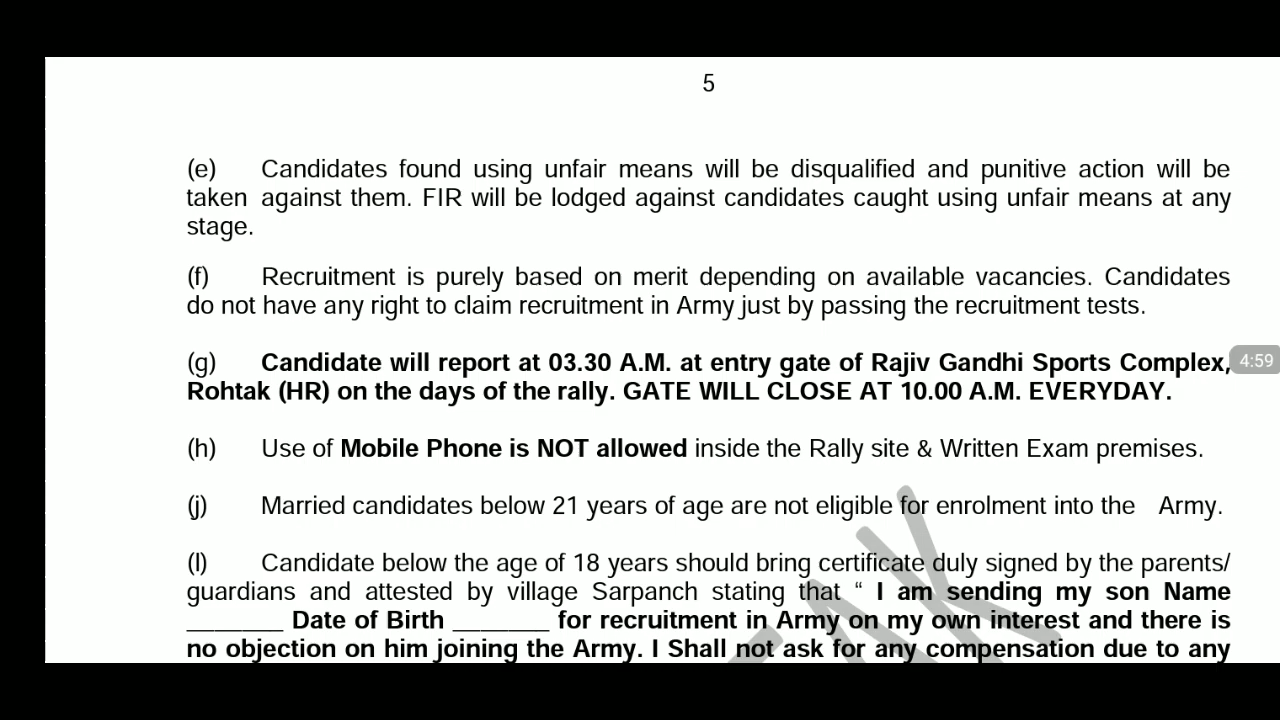 5
(e) Candidates found using unfair means will be disqualified and punitive action will be
taken against them. FIR will be lodged against candidates caught using unfair means at any
stage.
(f) Recruitment is purely based on merit depending on available vacancies. Candidates
do not have any right to claim recruitment in Army just by passing the recruitment tests.
(g) Candidate will report at 03.30 A.M. at entry gate of Rajiv Gandhi Sports Complex,
4:59
Rohtak (HR) on the days of the rally. GATE WILL CLOSE AT 10.00 A.M. EVERYDAY.
(h) Use of Mobile Phone is NOT allowed inside the Rally site & Written Exam premises.
(j) Married candidates below 21 years of age are not eligible for enrolment into the Army.
(l) Candidate below the age of 18 years should bring certificate duly signed by the parents/
guardians and attested by village Sarpanch stating that “ I am sending my son Name
_______ Date of Birth _______ for recruitment in Army on my own interest and there is
no objection on him joining the Army. I Shall not ask for any compensation due to any